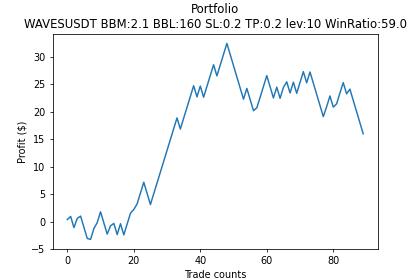 Portfolio
WAVESUSDT BBM:2.1 BBL:160 SL:0.2 TP:0.2 lev:10 WinRatio:59.0
30
25
20
15
10
5
0
−5
Profit ($)
0 20 40 60 80
Trade counts